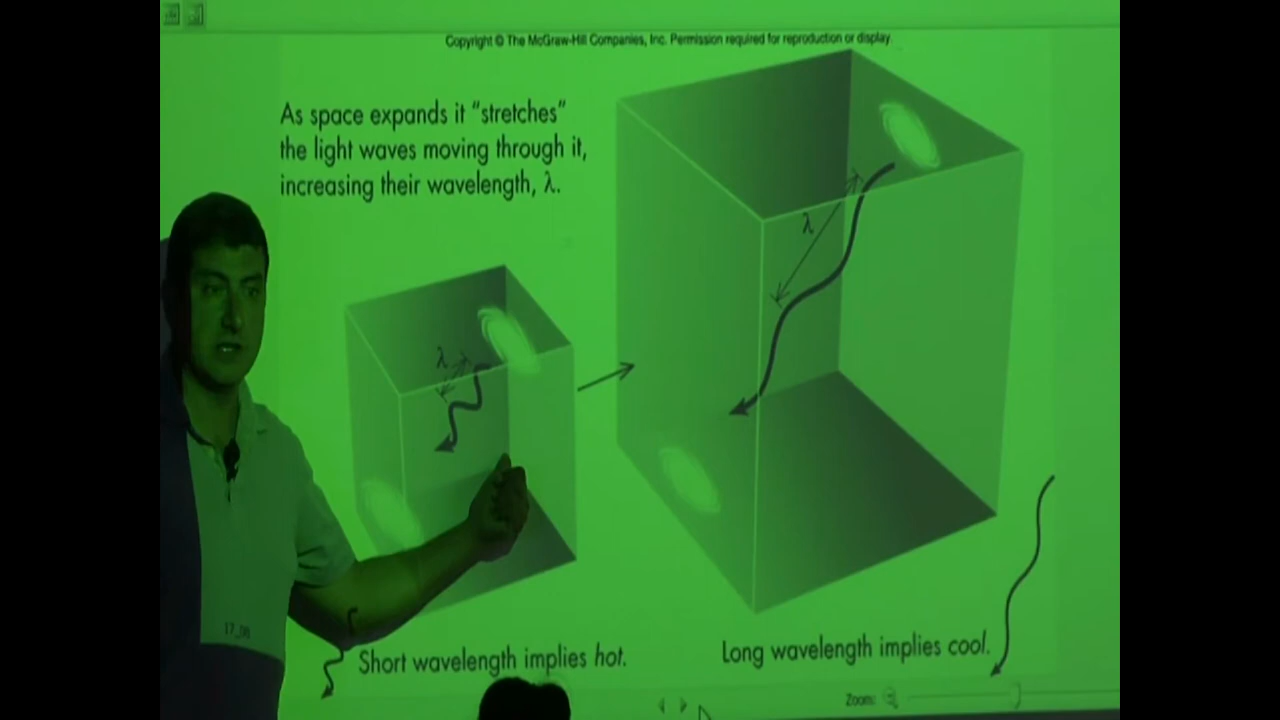 Copyright © The McGraw-Hill Companies, Inc. Permission required for reproduction or display.
As space expands it "stretches"
the light waves moving through it,
increasing their wavelength, λ.
λ
λ
17_08
Short wavelength implies hot.
Long wavelength implies cool.
Zoom: